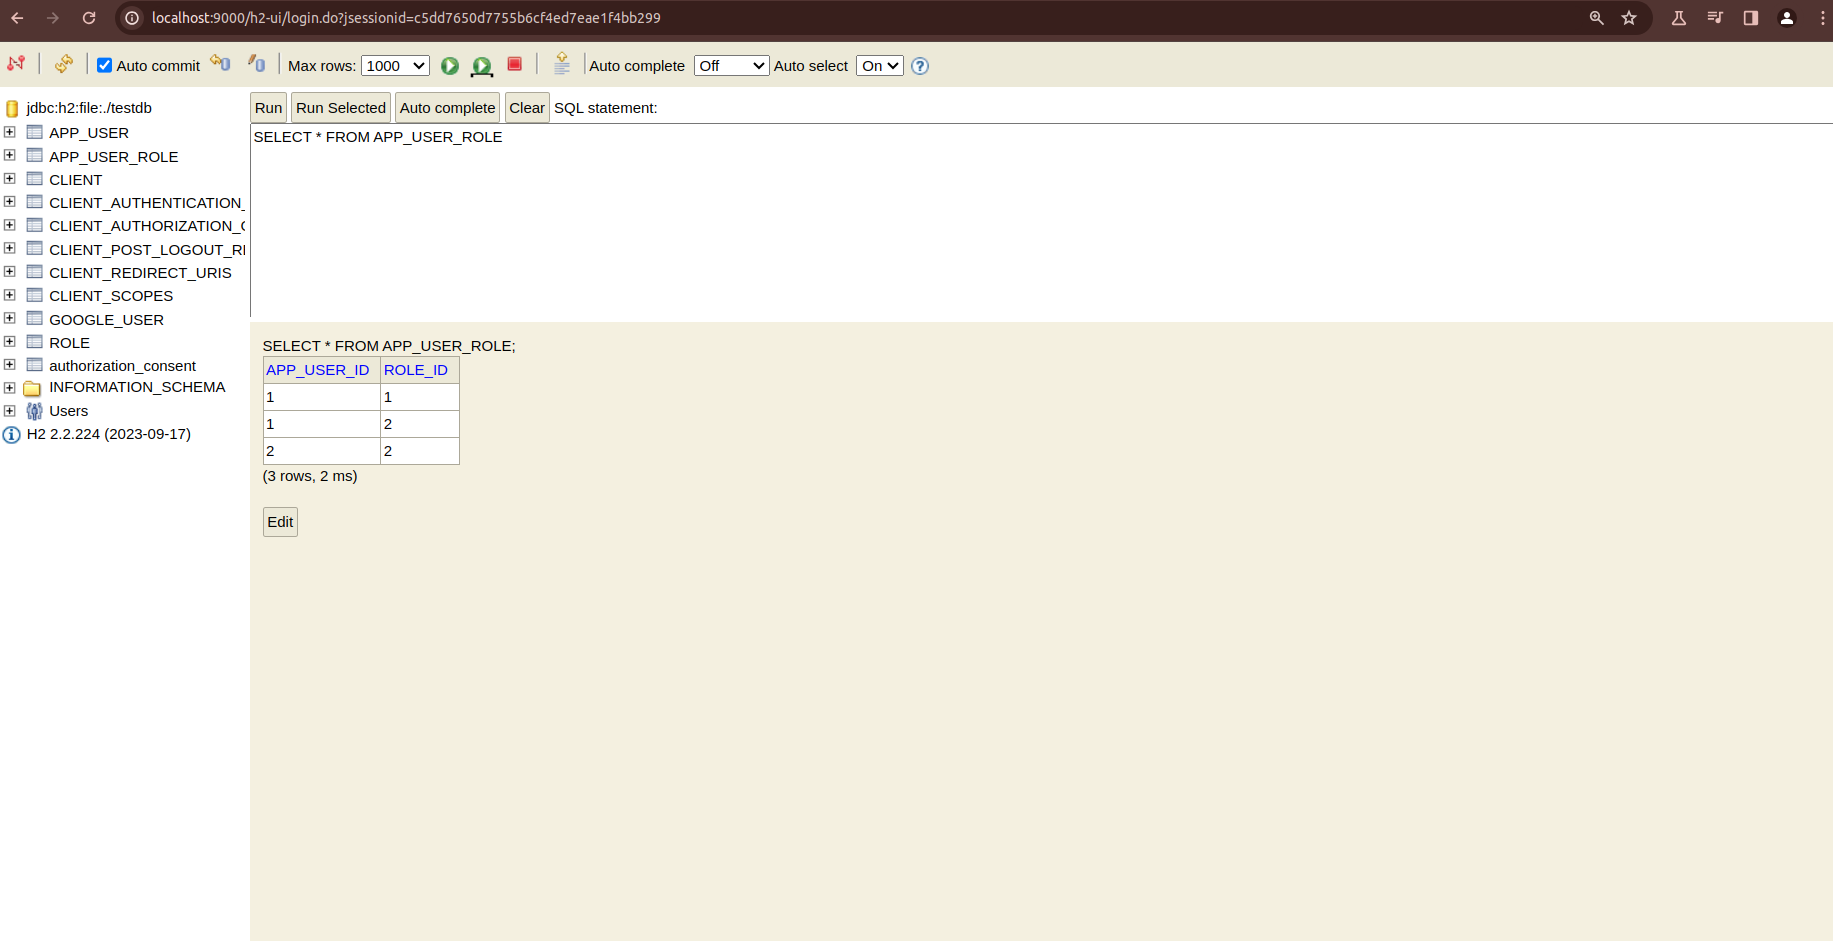 localhost:9000/h2-ui/login.do?jsessionid=c5dd7650d7755b6cf4ed7eae1f4bb299
Auto commit Max rows: 1000 Auto complete Off Auto select On ?
jdbc:h2:file:./testdb
APP_USER
APP_USER_ROLE
CLIENT
CLIENT_AUTHENTICATION_
CLIENT_AUTHORIZATION_
CLIENT_POST_LOGOUT_R
CLIENT_REDIRECT_URIS
CLIENT_SCOPES
GOOGLE_USER
ROLE
authorization_consent
INFORMATION_SCHEMA
Users
H2 2.2.224 (2023-09-17)
Run Run Selected Auto complete Clear SQL statement:
SELECT * FROM APP_USER_ROLE
SELECT * FROM APP_USER_ROLE;
APP_USER_ID ROLE_ID
1 1
1 2
2 2
(3 rows, 2 ms)
Edit